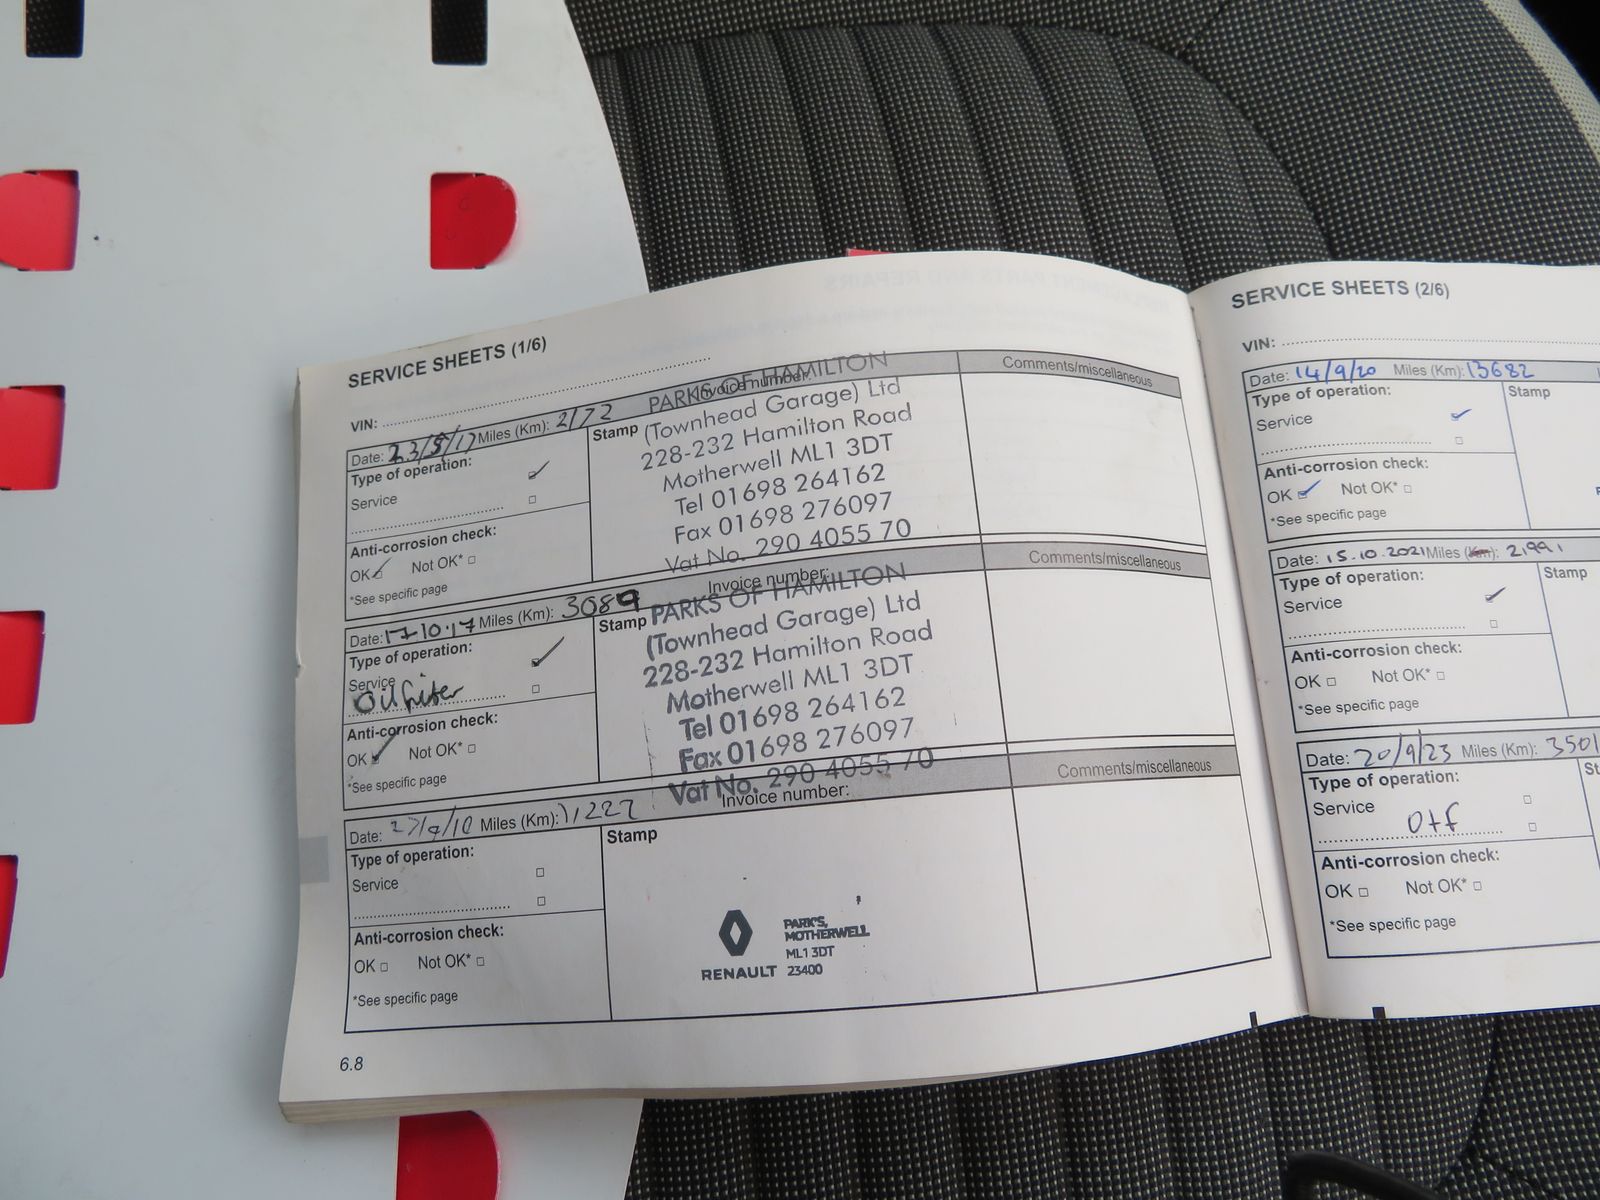 SERVICE SHEETS (1/6)
VIN:
Date: 23/5/17 Miles (Km): 2172
Invoice number:
Comments/miscellaneous
Type of operation:
Service
Anti-corrosion check:
OK Not OK*
*See specific page
Stamp
PARKS OF HAMILTON
(Townhead Garage) Ltd
228-232 Hamilton Road
Motherwell ML1 3DT
Tel 01698 264162
Fax 01698 276097
Vat No. 290 4055 70
Date: 17-10-17 Miles (Km): 3089
Invoice number:
Comments/miscellaneous
Type of operation:
Service
Oil
Anti-corrosion check:
OK Not OK*
*See specific page
Stamp
PARKS OF HAMILTON
(Townhead Garage) Ltd
228-232 Hamilton Road
Motherwell ML1 3DT
Tel 01698 264162
Fax 01698 276097
Vat No. 290 4055 70
Date: Miles (Km): 11227
Invoice number:
Comments/miscellaneous
Type of operation:
Service
Anti-corrosion check:
OK Not OK*
*See specific page
Stamp
RENAULT
PARK'S,
MOTHERWELL
ML1 3DT
23400
6.8
SERVICE SHEETS (2/6)
VIN:
Date: 14/9/20 Miles (Km): 13682
Type of operation:
Service
Anti-corrosion check:
OK Not OK*
*See specific page
Stamp
Date: 15.10.2021 Miles (Km): 21991
Type of operation:
Service
Anti-corrosion check:
OK Not OK*
*See specific page
Stamp
Date: 20/9/23 Miles (Km): 3501
Type of operation:
Service
Anti-corrosion check:
OK Not OK*
*See specific page
St